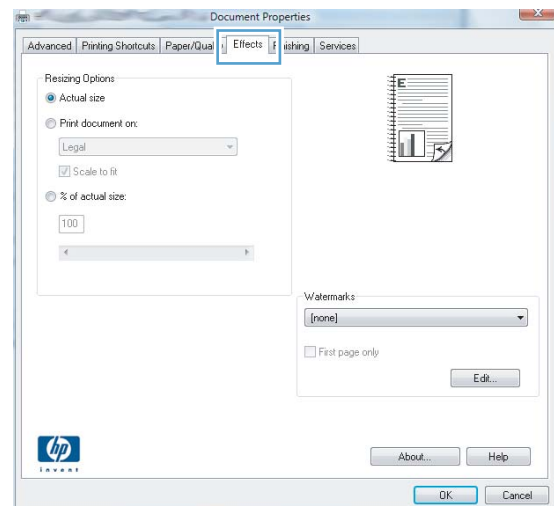 Document Properties
Advanced Printing Shortcuts Paper/Qual Effects ishing Services
Resizing Options
Actual size
Print document on:
Legal
Scale to fit
% of actual size:
100
E
Watermarks
[none]
First page only
Edit...
hp
invent
About... Help
OK Cancel